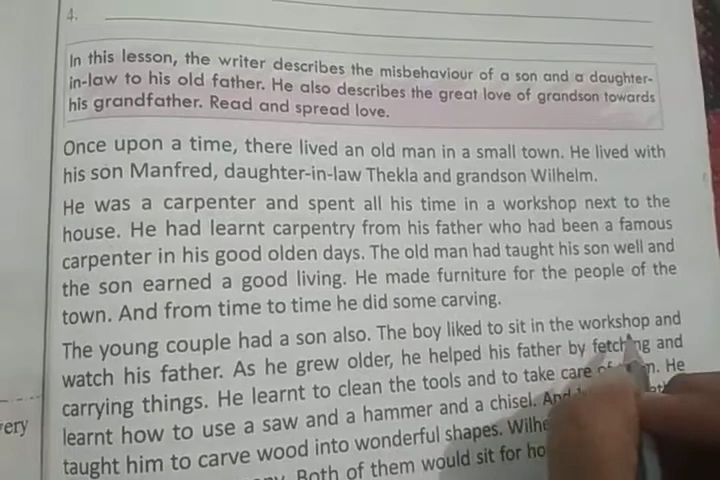 4.
In this lesson, the writer describes the misbehaviour of a son and a daughter-
in-law to his old father. He also describes the great love of grandson towards
his grandfather. Read and spread love.
Once upon a time, there lived an old man in a small town. He lived with
his son Manfred, daughter-in-law Thekla and grandson Wilhelm.
He was a carpenter and spent all his time in a workshop next to the
house. He had learnt carpentry from his father who had been a famous
carpenter in his good olden days. The old man had taught his son well and
the son earned a good living. He made furniture for the people of the
town. And from time to time he did some carving.
The young couple had a son also. The boy liked to sit in the workshop and
watch his father. As he grew older, he helped his father by fetching and
carrying things. He learnt to clean the tools and to take care of. He
learnt how to use a saw and a hammer and a chisel. And
taught him to carve wood into wonderful shapes.
Both of them would sit for